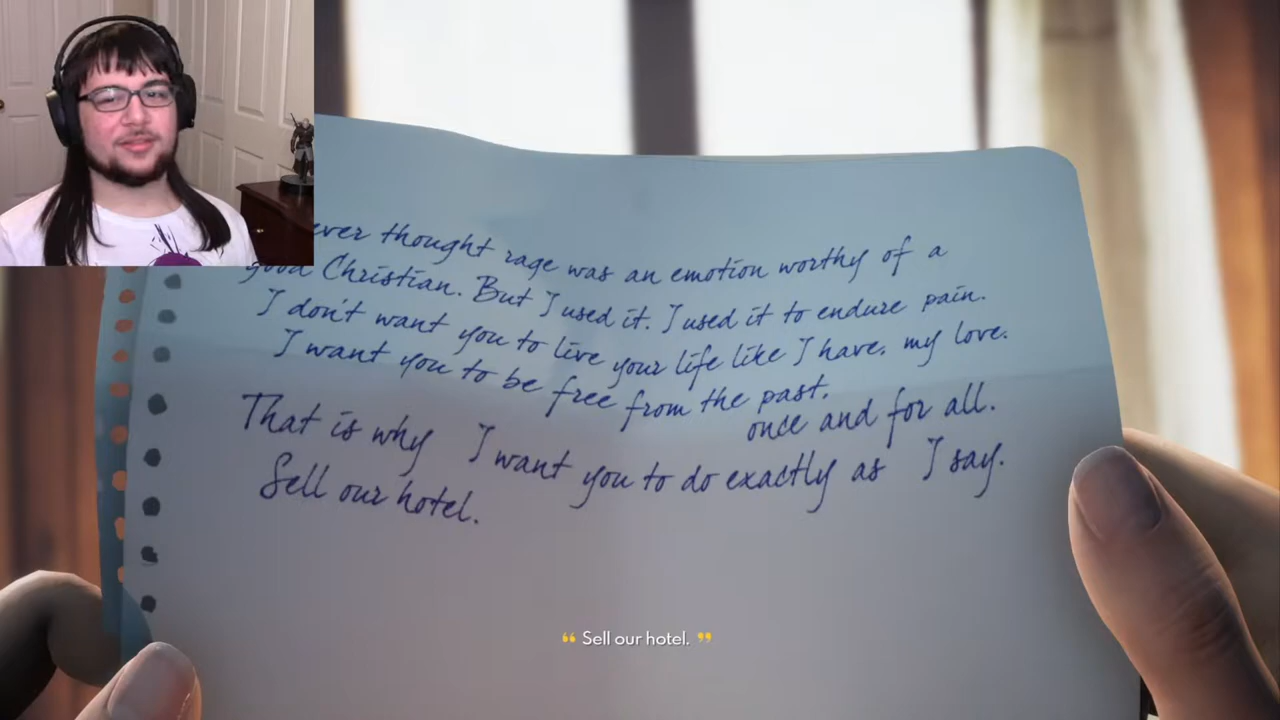 thought rage was an emotion worthy of a
good Christian. But I used it. I used it to endure pain.
I don't want you to live your life like I have, my love.
I want you to be free from the past,
once and for all.
That is why I want you to do exactly as I say.
Sell our hotel.
“ Sell our hotel. ”